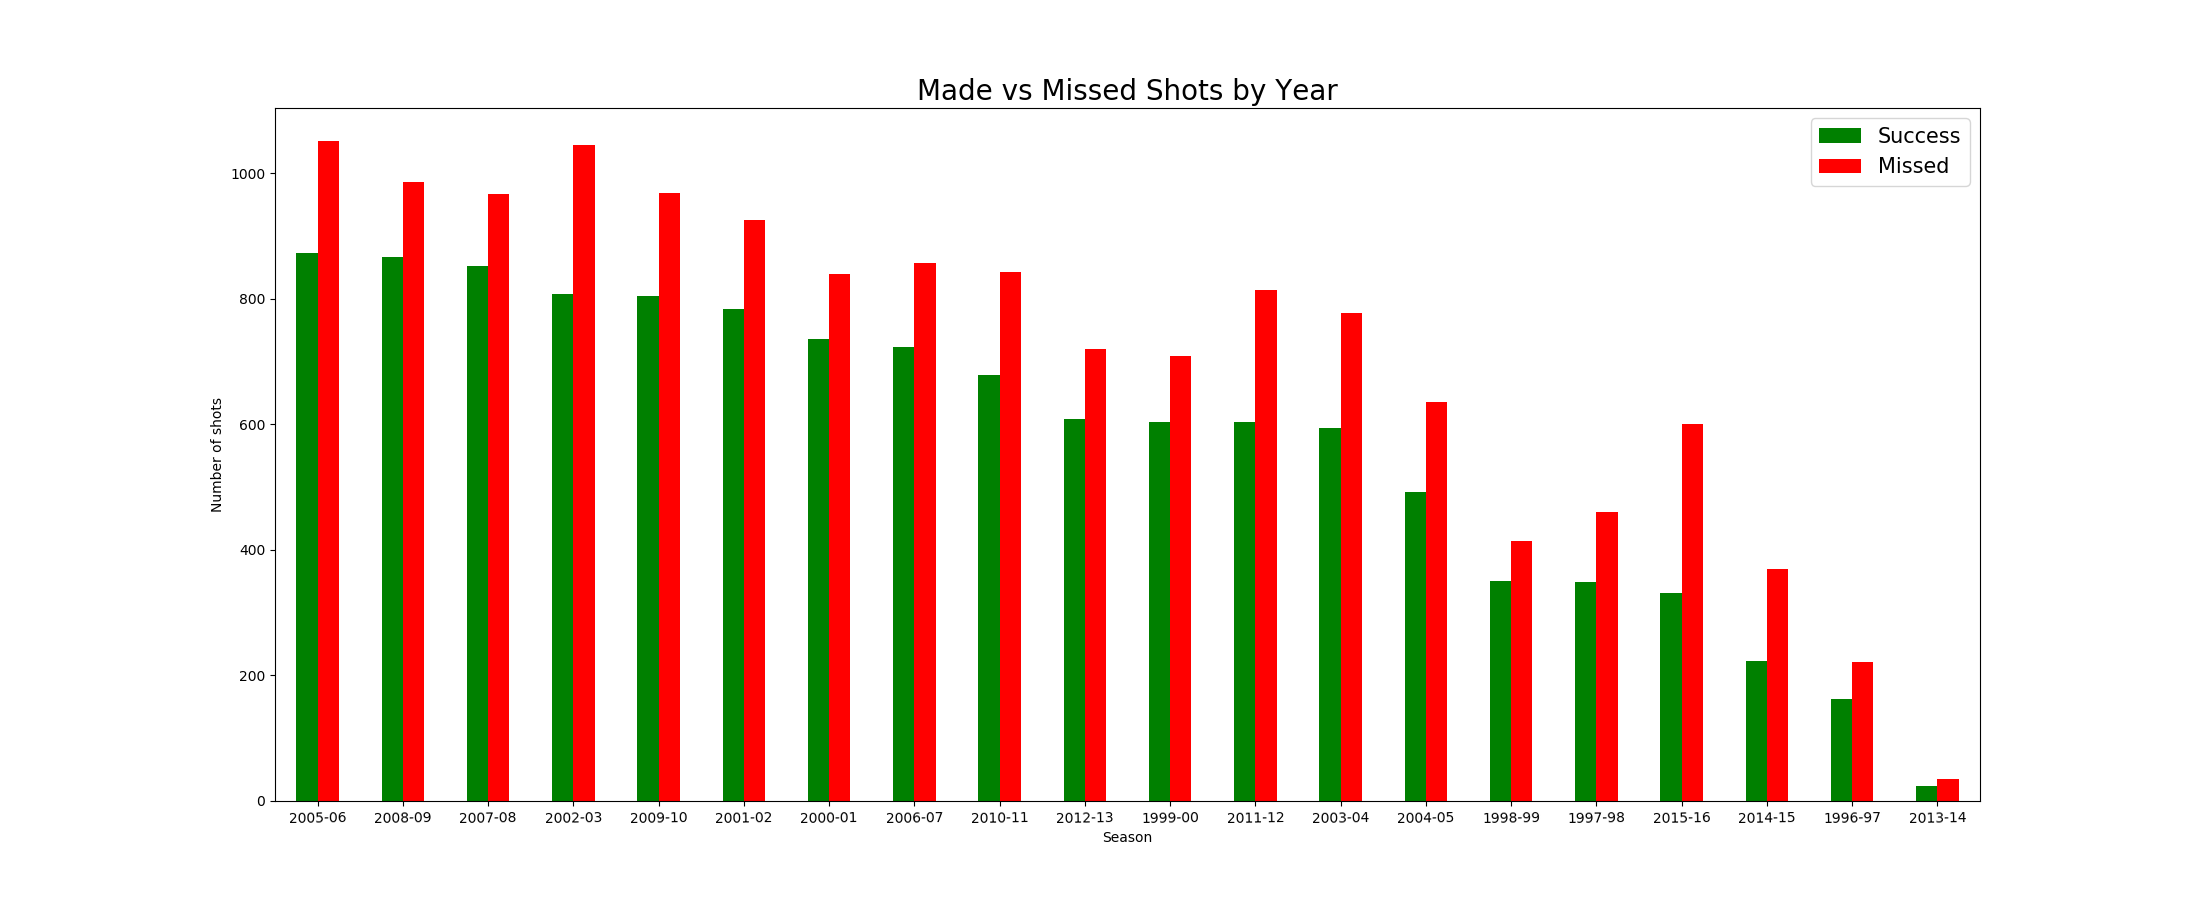 Made vs Missed Shots by Year
Success
Missed
Number of shots
1000
800
600
400
200
0
2005-06 2008-09 2007-08 2002-03 2009-10 2001-02 2000-01 2006-07 2010-11 2012-13 1999-00 2011-12 2003-04 2004-05 1998-99 1997-98 2015-16 2014-15 1996-97 2013-14
Season